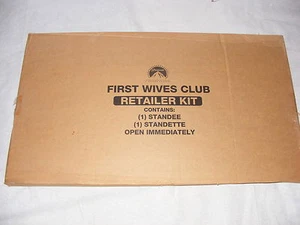 FIRST WIVES CLUB
RETAILER KIT
CONTAINS:
(1) STANDEE
(1) STANDETTE
OPEN IMMEDIATELY